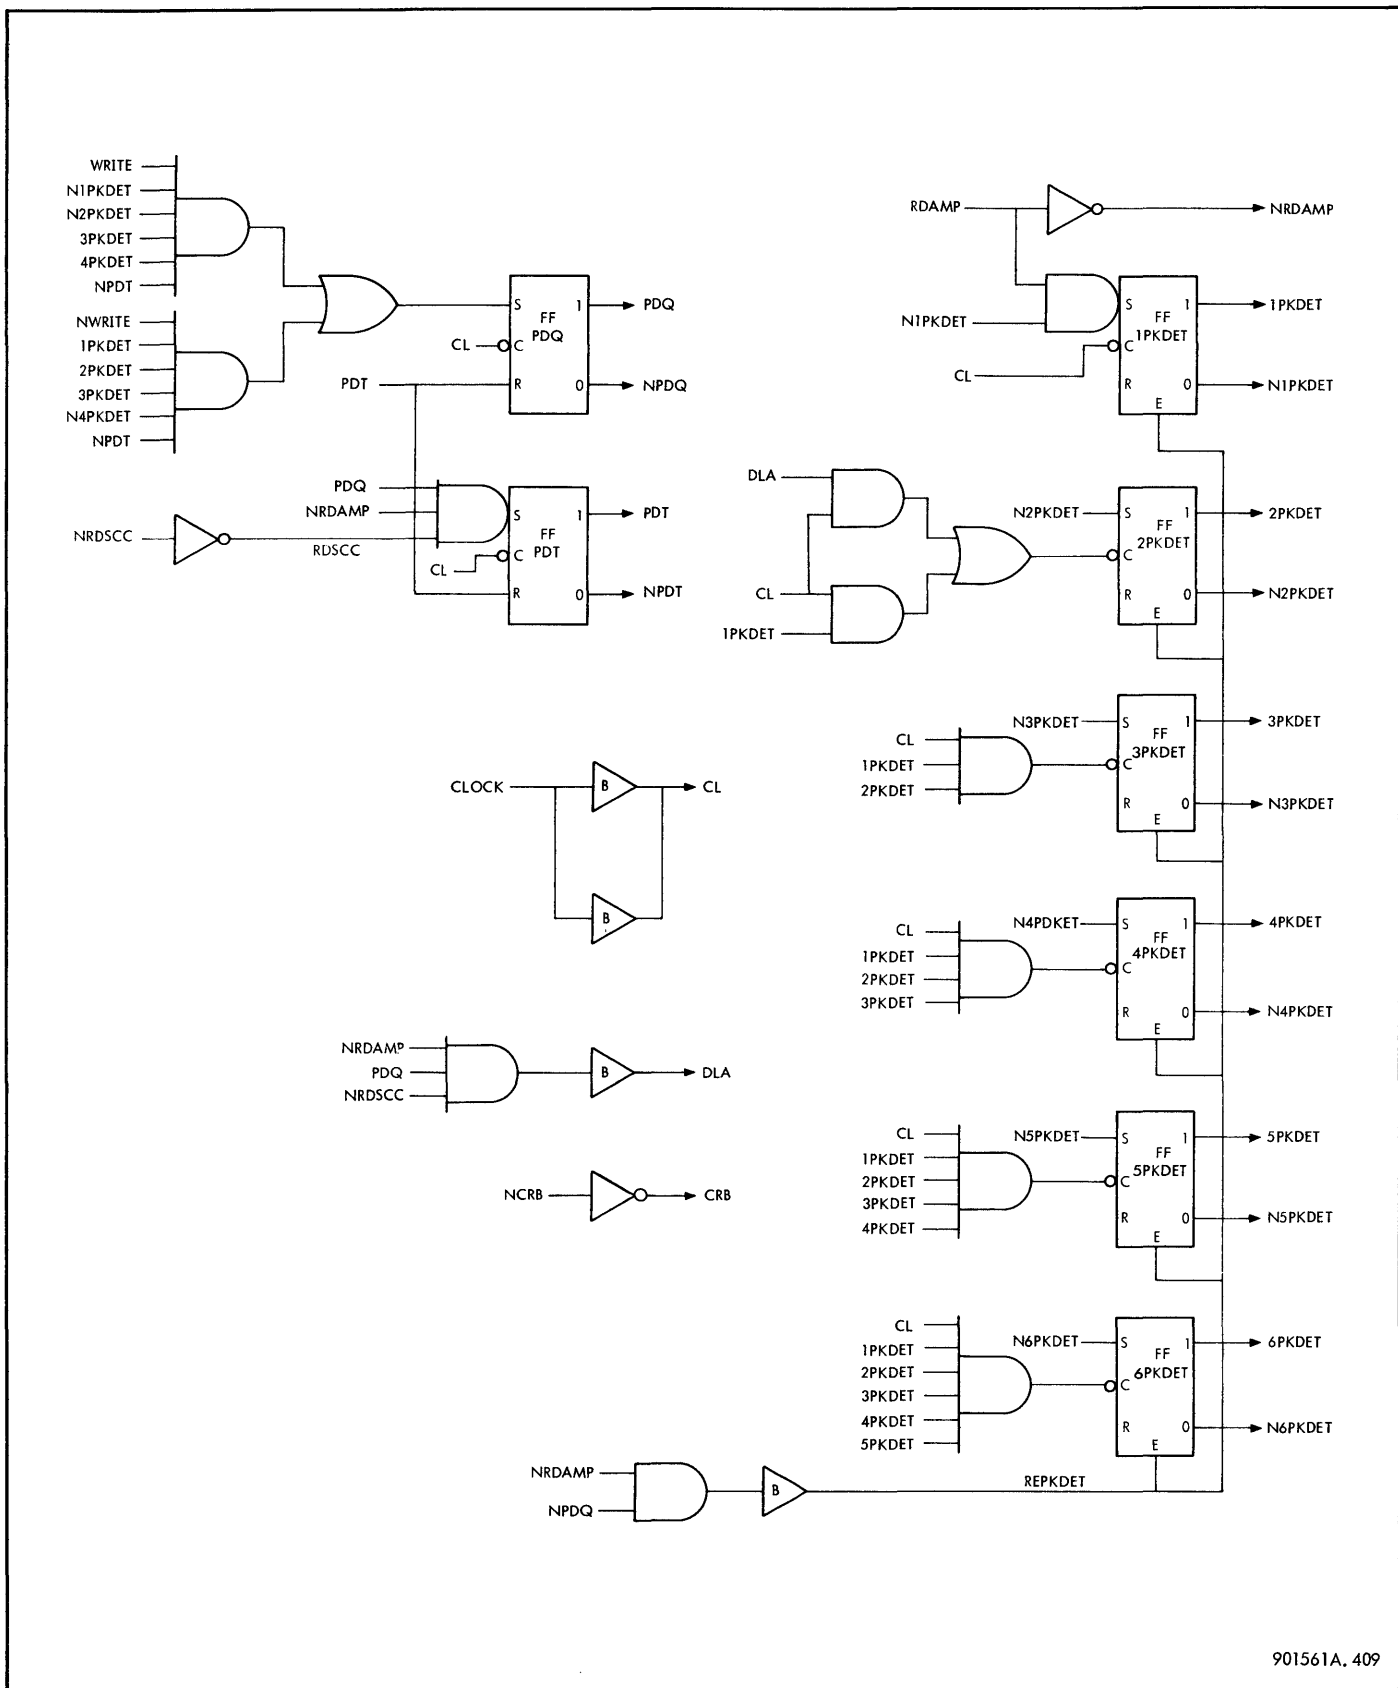 WRITE
N1PKDET
N2PKDET
3PKDET
4PKDET
NPDT
NWRITE
1PKDET
2PKDET
3PKDET
N4PKDET
NPDT
S
1
FF
PDQ
CL
C
R
0
PDQ
NPDQ
PDT
PDQ
NRDAMP
NRDSCC
RDSCC
S
1
FF
PDT
CL
C
R
0
PDT
NPDT
CLOCK
B
CL
B
NRDAMP
PDQ
NRDSCC
B
DLA
NCRB
CRB
RDAMP
NRDAMP
N1PKDET
CL
S
1
FF
1PKDET
C
R
0
E
1PKDET
N1PKDET
DLA
CL
1PKDET
N2PKDET
S
1
FF
2PKDET
C
R
0
E
2PKDET
N2PKDET
CL
1PKDET
2PKDET
N3PKDET
S
1
FF
3PKDET
C
R
0
E
3PKDET
N3PKDET
CL
1PKDET
2PKDET
3PKDET
N4PDKET
S
1
FF
4PKDET
C
R
0
E
4PKDET
N4PKDET
CL
1PKDET
2PKDET
3PKDET
4PKDET
N5PKDET
S
1
FF
5PKDET
C
R
0
E
5PKDET
N5PKDET
CL
1PKDET
2PKDET
3PKDET
4PKDET
5PKDET
N6PKDET
S
1
FF
6PKDET
C
R
0
E
6PKDET
N6PKDET
NRDAMP
NPDQ
B
REPKDET
901561A. 409